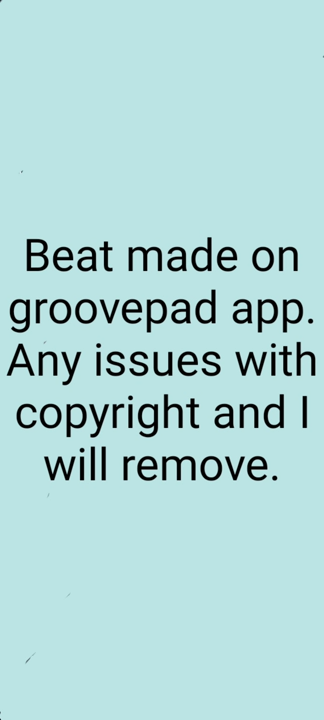 Beat made on
groovepad app.
Any issues with
copyright and I
will remove.